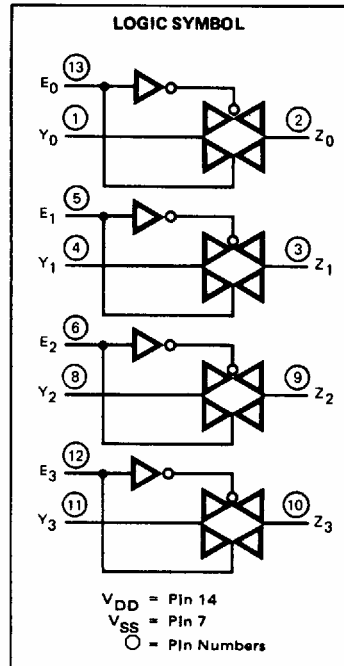 LOGIC SYMBOL
E0 13
Y0 1 2 Z0
E1 5
Y1 4 3 Z1
E2 6
Y2 8 9 Z2
E3 12
Y3 11 10 Z3
VDD = Pin 14
VSS = Pin 7
○ = Pin Numbers